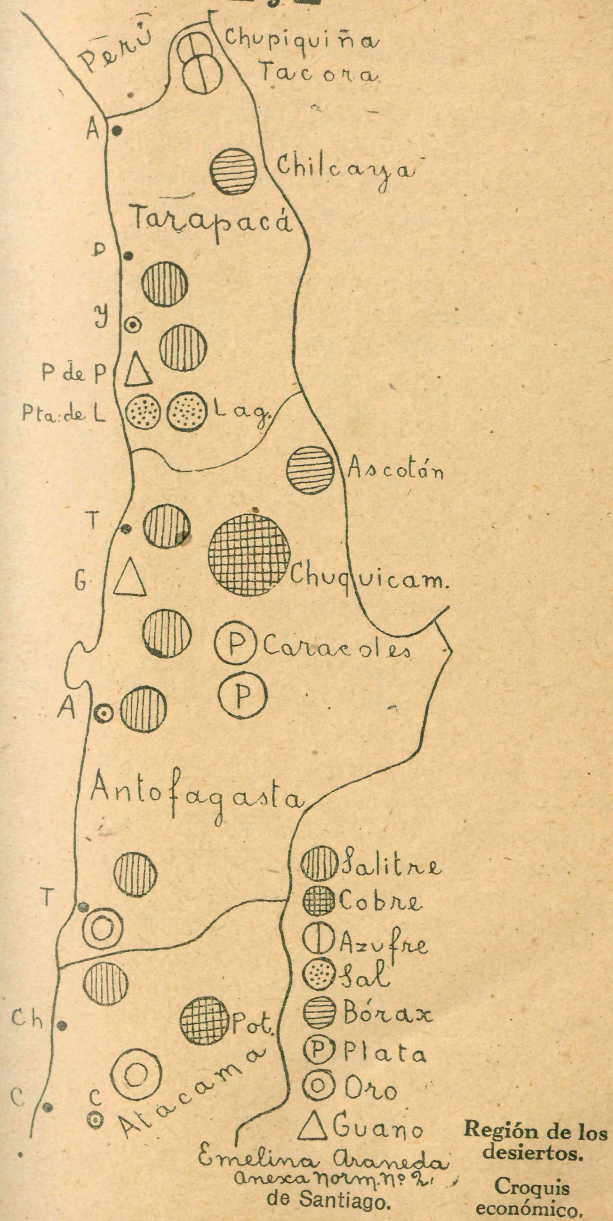 Perú
Chupiquiña
Tacora
A
Chilcaya
Tarapacá
P
y
P de P
Pta: de L
Lag.
Ascotán
T
Chuquicam.
G
P Caracoles
P
A
Antofagasta
Salitre
T
Cobre
Azufre
Sal
Ch
Pot.
Bórax
P Plata
Oro
C
C
Atacama
Guano
Región de los
desiertos.
Emelina Araneda
anexa norm. nº 2.
de Santiago.
Croquis
económico.